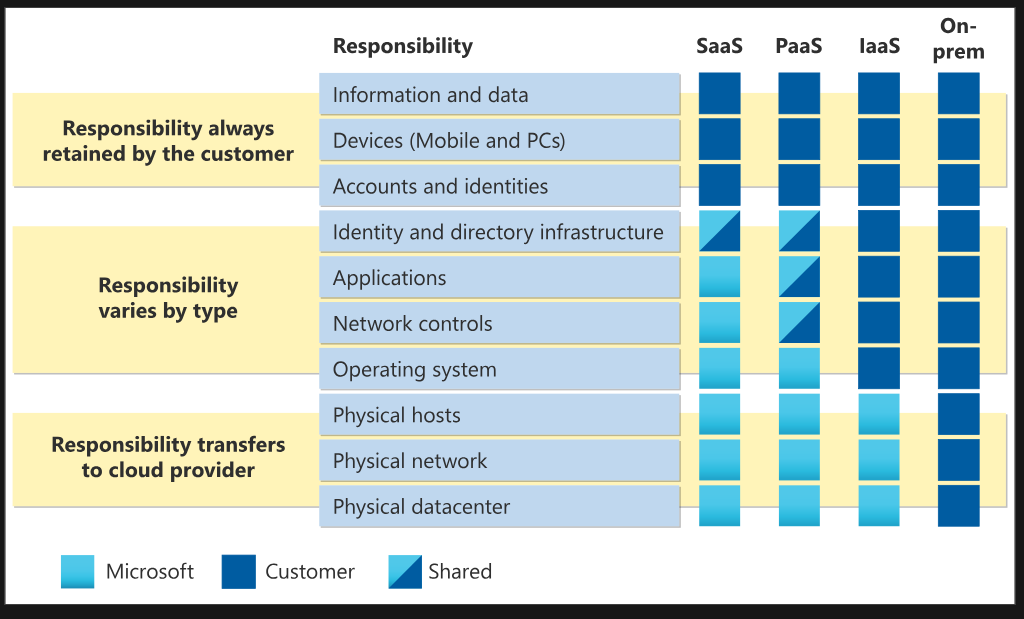 Responsibility
SaaS
PaaS
IaaS
On-
prem
Responsibility always
retained by the customer
Information and data
Devices (Mobile and PCs)
Accounts and identities
Responsibility
varies by type
Identity and directory infrastructure
Applications
Network controls
Operating system
Responsibility transfers
to cloud provider
Physical hosts
Physical network
Physical datacenter
Microsoft
Customer
Shared